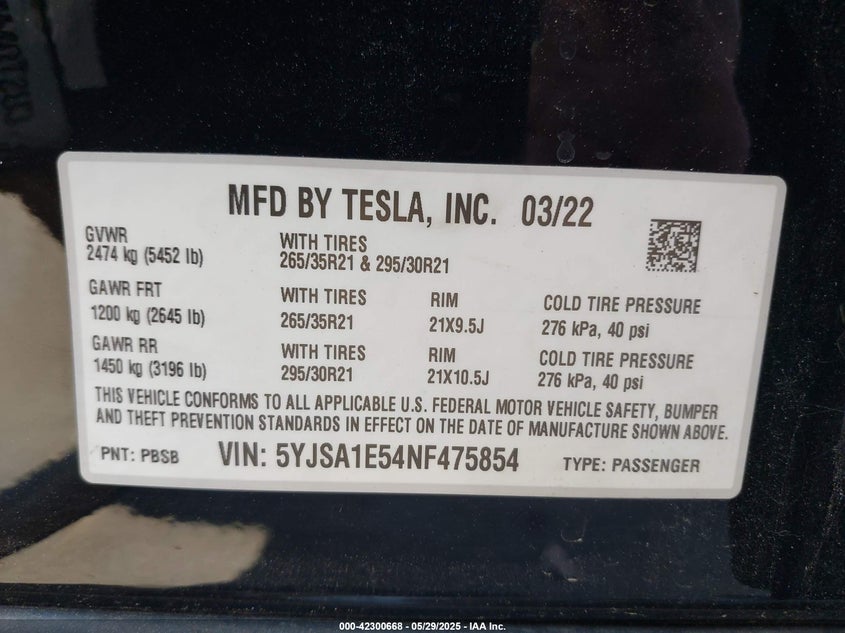 MFD BY TESLA, INC. 03/22
GVWR
2474 kg (5452 lb)
WITH TIRES
265/35R21 & 295/30R21
GAWR FRT
1200 kg (2645 lb)
WITH TIRES
265/35R21
RIM
21X9.5J
COLD TIRE PRESSURE
276 kPa, 40 psi
GAWR RR
1450 kg (3196 lb)
WITH TIRES
295/30R21
RIM
21X10.5J
COLD TIRE PRESSURE
276 kPa, 40 psi
THIS VEHICLE CONFORMS TO ALL APPLICABLE U.S. FEDERAL MOTOR VEHICLE SAFETY, BUMPER
AND THEFT PREVENTION STANDARDS IN EFFECT ON THE DATE OF MANUFACTURE SHOWN ABOVE.
PNT: PBSB VIN: 5YJSA1E54NF475854 TYPE: PASSENGER
000-42300668 - 05/29/2025 - IAA Inc.